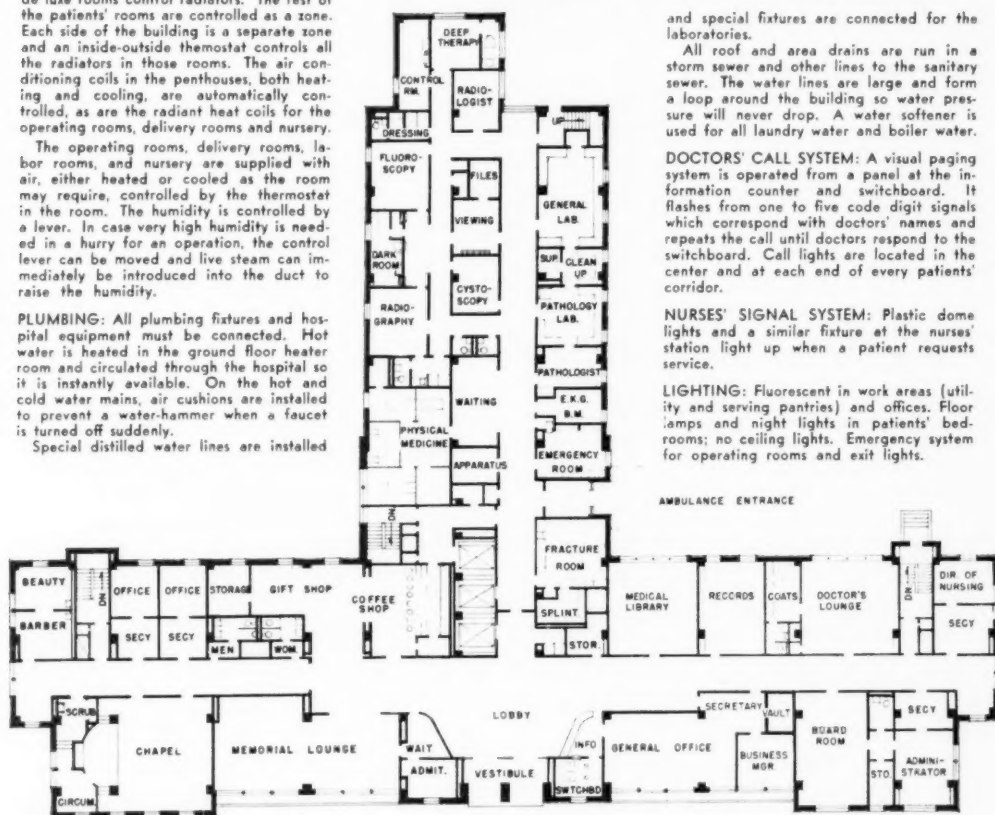 de luxe rooms control radiators. The rest of
the patients' rooms are controlled as a zone.
Each side of the building is a separate zone
and an inside-outside themostat controls all
the radiators in those rooms. The air con-
ditioning coils in the penthouses, both heat-
ing and cooling, are automatically con-
trolled, as are the radiant heat coils for the
operating rooms, delivery rooms and nursery.
The operating rooms, delivery rooms, la-
bor rooms, and nursery are supplied with
air, either heated or cooled as the room
may require, controlled by the thermostat
in the room. The humidity is controlled by
a lever. In case very high humidity is need-
ed in a hurry for an operation, the control
lever can be moved and live steam can im-
mediately be introduced into the duct to
raise the humidity.
PLUMBING: All plumbing fixtures and hos-
pital equipment must be connected. Hot
water is heated in the ground floor heater
room and circulated through the hospital so
it is instantly available. On the hot and
cold water mains, air cushions are installed
to prevent a water-hammer when a faucet
is turned off suddenly.
Special distilled water lines are installed
and special fixtures are connected for the
laboratories.
All roof and area drains are run in a
storm sewer and other lines to the sanitary
sewer. The water lines are large and form
a loop around the building so water pres-
sure will never drop. A water softener is
used for all laundry water and boiler water.
DOCTORS' CALL SYSTEM: A visual paging
system is operated from a panel at the in-
formation counter and switchboard. It
flashes from one to five code digit signals
which correspond with doctors' names and
repeats the call until doctors respond to the
switchboard. Call lights are located in the
center and at each end of every patients'
corridor.
NURSES' SIGNAL SYSTEM: Plastic dome
lights and a similar fixture at the nurses'
station light up when a patient requests
service.
LIGHTING: Fluorescent in work areas (util-
ity and serving pantries) and offices. Floor
lamps and night lights in patients' bed-
rooms; no ceiling lights. Emergency system
for operating rooms and exit lights.
DEEP
THERAPY
CONTROL
RM.
RADIO-
LOGIST
DRESSING
UP
FLUORO-
SCOPY
FILES
VIEWING
GENERAL
LAB.
DARK
ROOM
SUP.
CLEAN
UP
CYSTO-
SCOPY
RADIO-
GRAPHY
PATHOLOGY
LAB.
PATHOLOGIST
WAITING
E.K.G.
B.M.
PHYSICAL
MEDICINE
EMERGENCY
ROOM
APPARATUS
AMBULANCE ENTRANCE
DN
FRACTURE
ROOM
SPLINT
STOR.
BEAUTY
BARBER
DN
OFFICE
OFFICE
SECY
SECY
STORAGE
GIFT SHOP
MEN
WOM.
COFFEE
SHOP
MEDICAL
LIBRARY
RECORDS
COATS
DOCTOR'S
LOUNGE
DN
DIR. OF
NURSING
SECY
SCRUB
CHAPEL
CIRCUM.
MEMORIAL LOUNGE
WAIT
ADMIT.
LOBBY
VESTIBULE
INFO
SWTCHBD
GENERAL OFFICE
SECRETARY
VAULT
BUSINESS
MGR.
BOARD
ROOM
STO.
SECY
ADMINI-
STRATOR